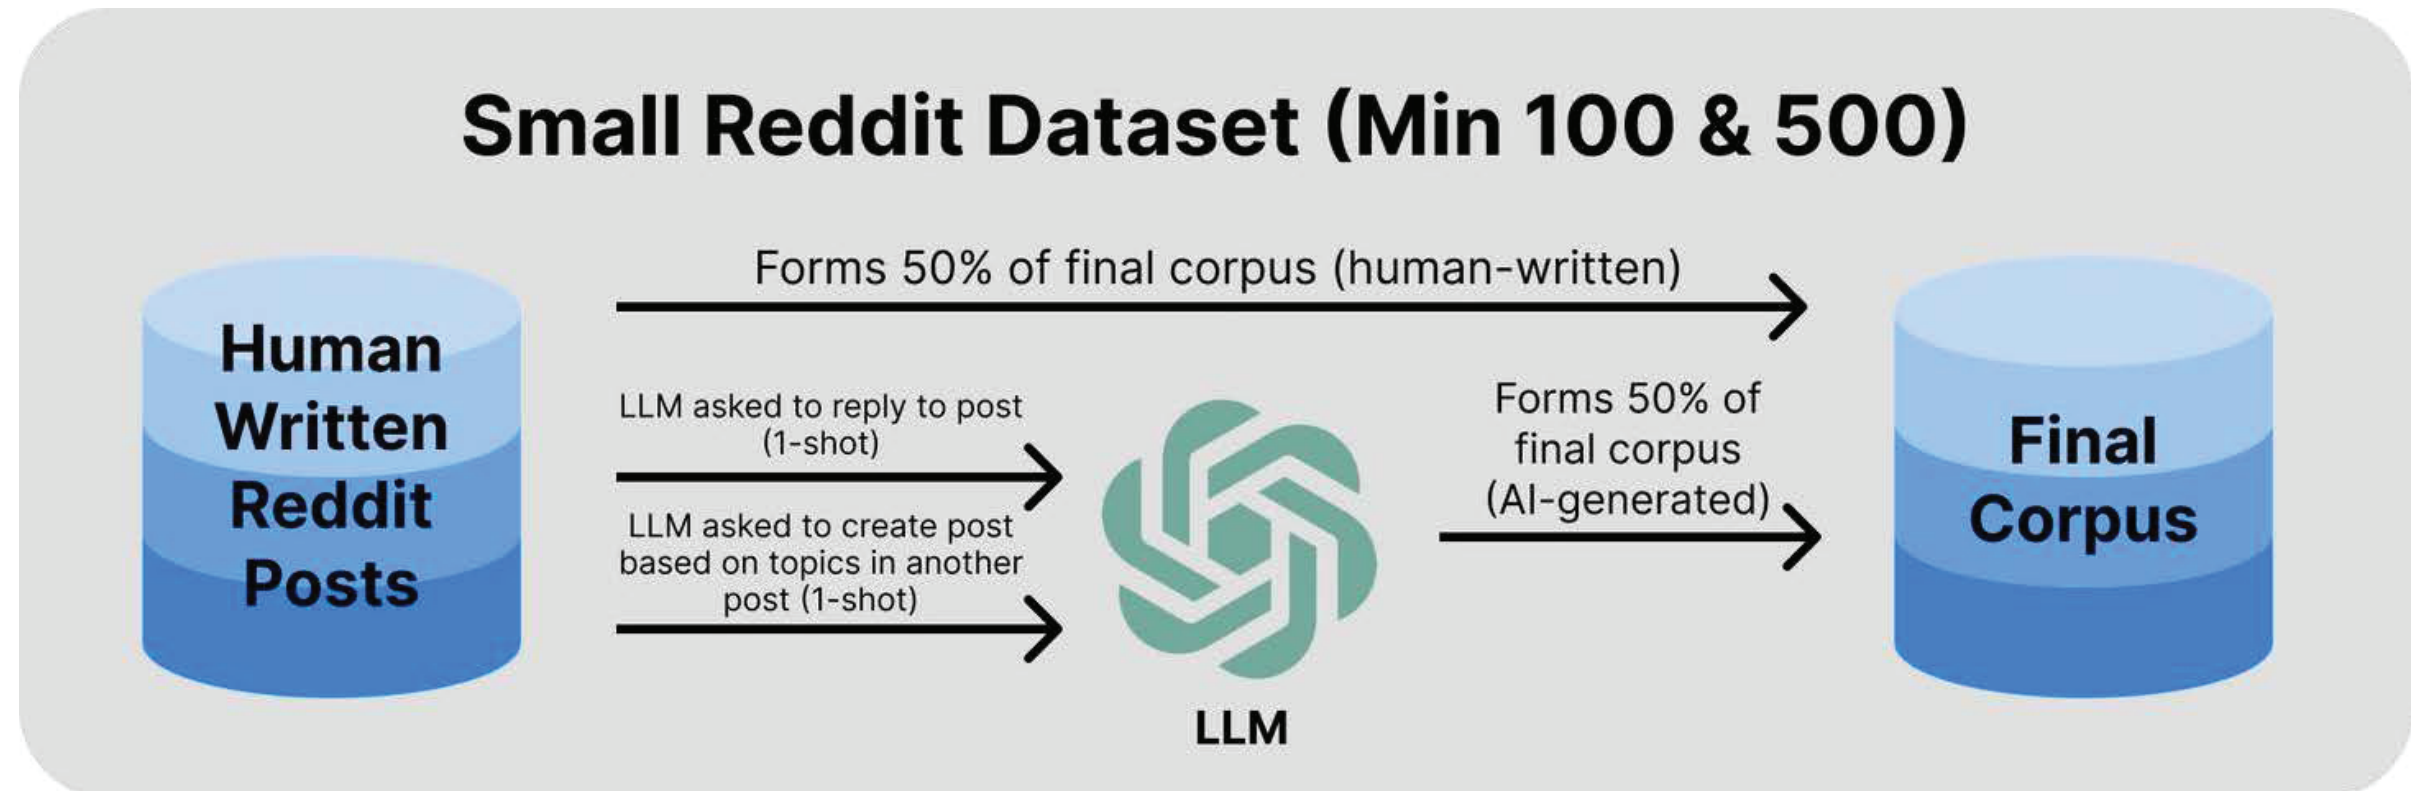 Small Reddit Dataset (Min 100 & 500)
Human
Written
Reddit
Posts
Forms 50% of final corpus (human-written)
LLM asked to reply to post
(1-shot)
LLM asked to create post
based on topics in another
post (1-shot)
LLM
Forms 50% of
final corpus
(AI-generated)
Final
Corpus